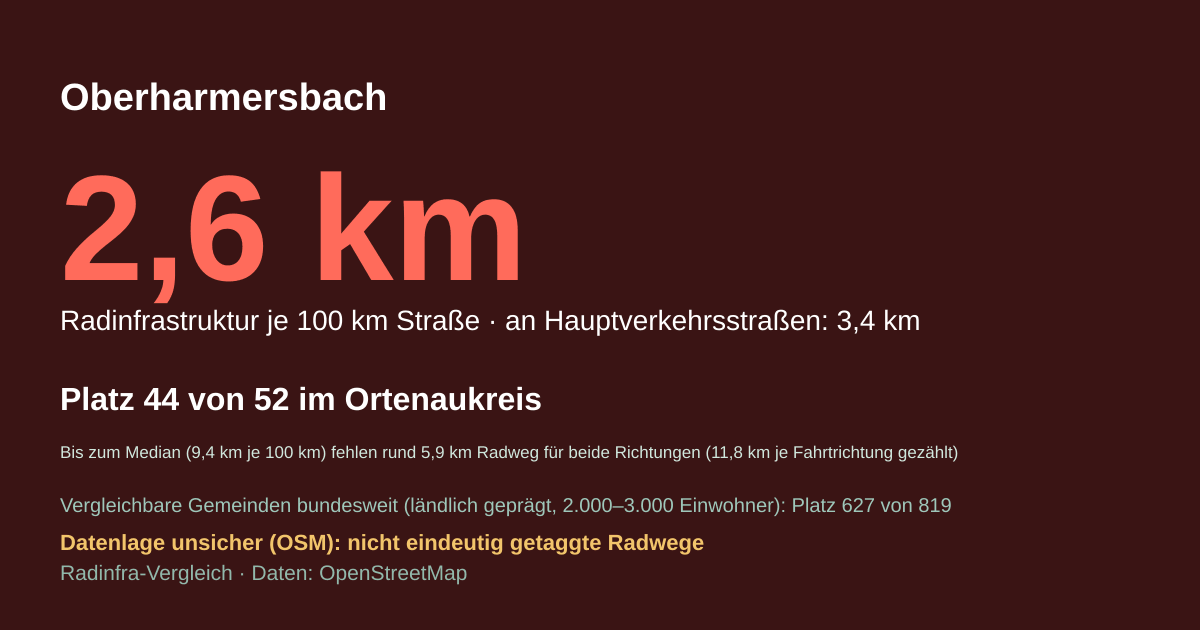 Oberharmersbach
2,6 km
Radinfrastruktur je 100 km Straße · an Hauptverkehrsstraßen: 3,4 km
Platz 44 von 52 im Ortenaukreis
Bis zum Median (9,4 km je 100 km) fehlen rund 5,9 km Radweg für beide Richtungen (11,8 km je Fahrtrichtung gezählt)
Vergleichbare Gemeinden bundesweit (ländlich geprägt, 2.000–3.000 Einwohner): Platz 627 von 819
Datenlage unsicher (OSM): nicht eindeutig getaggte Radwege
Radinfra-Vergleich · Daten: OpenStreetMap